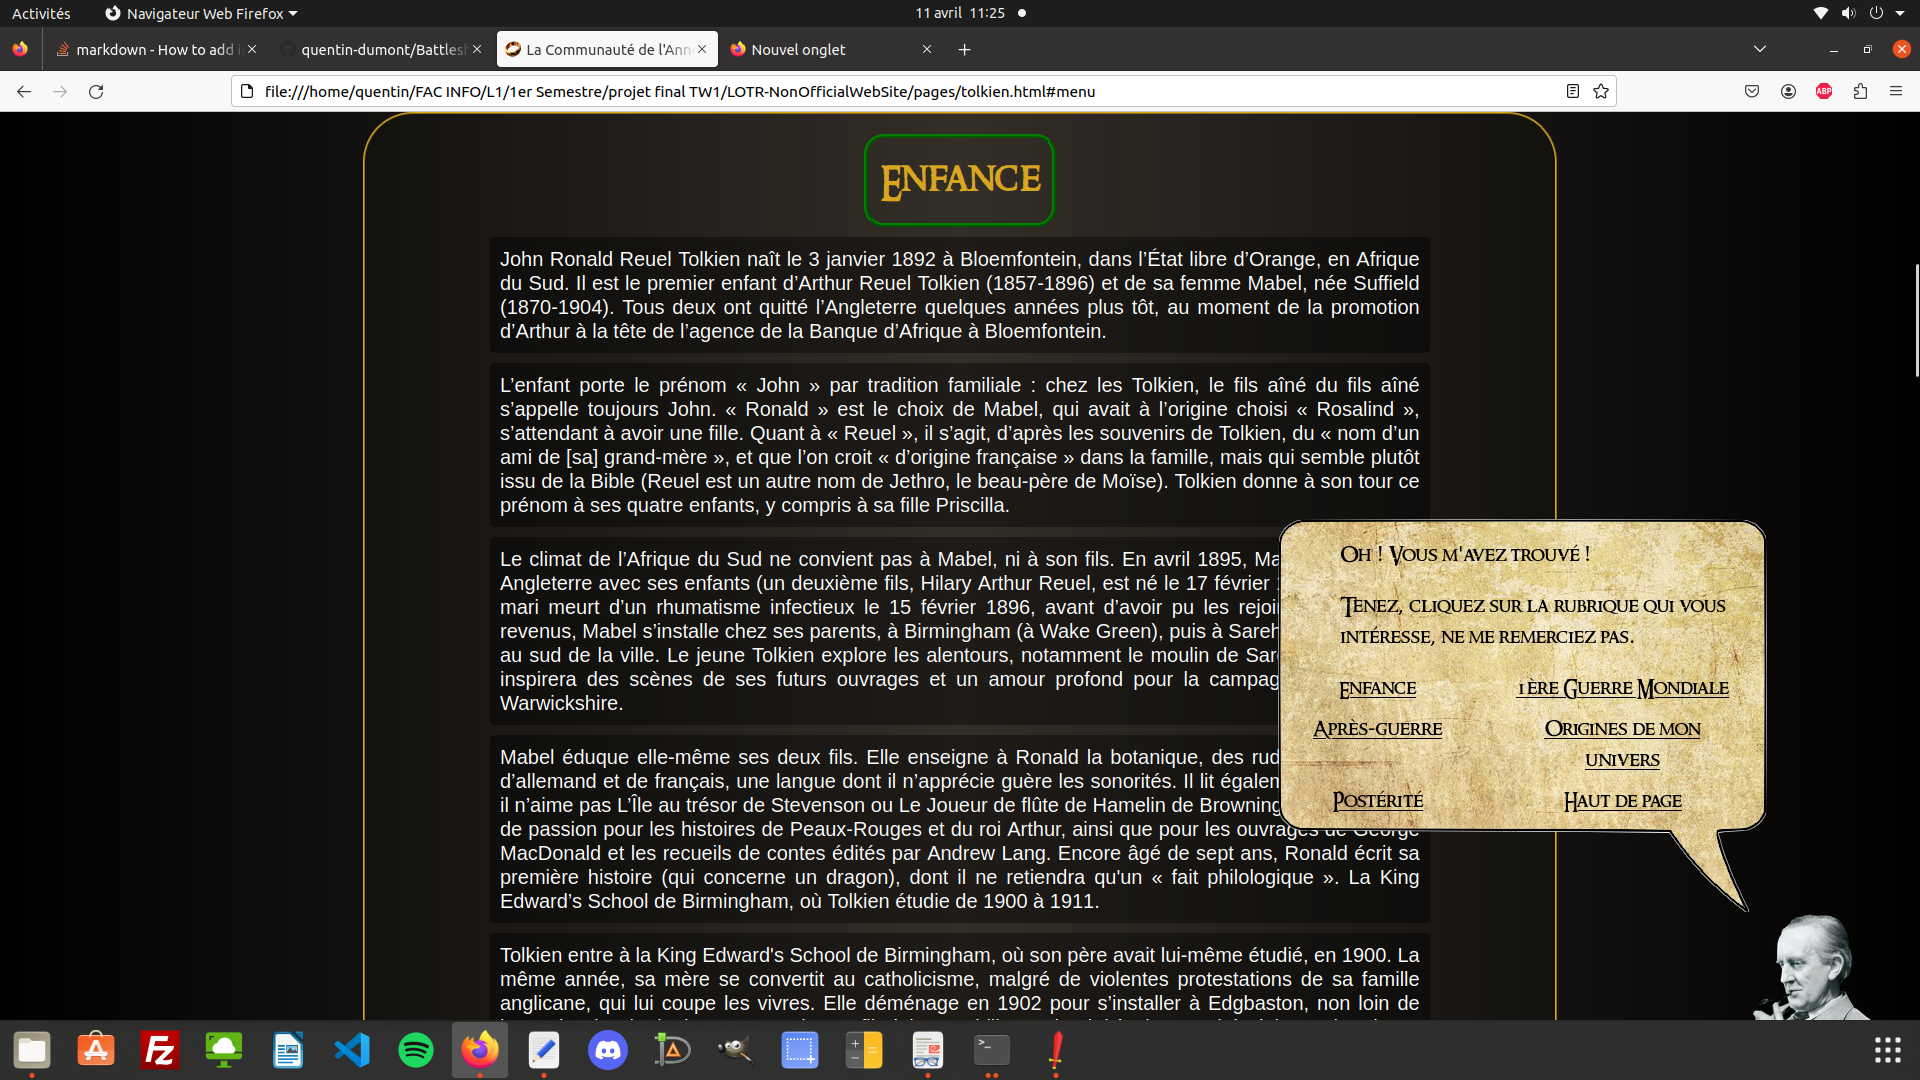 Activités
Navigateur Web Firefox
11 avril 11:25
markdown - How to add i
quentin-dumont/Battlesh
La Communauté de l'Ann
Nouvel onglet
file:///home/quentin/FAC INFO/L1/1er Semestre/projet final TW1/LOTR-NonOfficialWebSite/pages/tolkien.html#menu
ABP
Enfance
John Ronald Reuel Tolkien naît le 3 janvier 1892 à Bloemfontein, dans l’État libre d’Orange, en Afrique
du Sud. Il est le premier enfant d’Arthur Reuel Tolkien (1857-1896) et de sa femme Mabel, née Suffield
(1870-1904). Tous deux ont quitté l’Angleterre quelques années plus tôt, au moment de la promotion
d’Arthur à la tête de l’agence de la Banque d’Afrique à Bloemfontein.
L’enfant porte le prénom « John » par tradition familiale : chez les Tolkien, le fils aîné du fils aîné
s’appelle toujours John. « Ronald » est le choix de Mabel, qui avait à l’origine choisi « Rosalind »,
s’attendant à avoir une fille. Quant à « Reuel », il s’agit, d’après les souvenirs de Tolkien, du « nom d’un
ami de [sa] grand-mère », et que l’on croit « d’origine française » dans la famille, mais qui semble plutôt
issu de la Bible (Reuel est un autre nom de Jethro, le beau-père de Moïse). Tolkien donne à son tour ce
prénom à ses quatre enfants, y compris à sa fille Priscilla.
Le climat de l’Afrique du Sud ne convient pas à Mabel, ni à son fils. En avril 1895, Ma
Angleterre avec ses enfants (un deuxième fils, Hilary Arthur Reuel, est né le 17 février
mari meurt d’un rhumatisme infectieux le 15 février 1896, avant d’avoir pu les rejoin
revenus, Mabel s’installe chez ses parents, à Birmingham (à Wake Green), puis à Sareh
au sud de la ville. Le jeune Tolkien explore les alentours, notamment le moulin de Sare
inspirera des scènes de ses futurs ouvrages et un amour profond pour la campag
Warwickshire.
Mabel éduque elle-même ses deux fils. Elle enseigne à Ronald la botanique, des rud
d’allemand et de français, une langue dont il n’apprécie guère les sonorités. Il lit égalem
il n’aime pas L’Île au trésor de Stevenson ou Le Joueur de flûte de Hamelin de Browning
de passion pour les histoires de Peaux-Rouges et du roi Arthur, ainsi que pour les ouvrages de George
MacDonald et les recueils de contes édités par Andrew Lang. Encore âgé de sept ans, Ronald écrit sa
première histoire (qui concerne un dragon), dont il ne retiendra qu'un « fait philologique ». La King
Edward’s School de Birmingham, où Tolkien étudie de 1900 à 1911.
Tolkien entre à la King Edward's School de Birmingham, où son père avait lui-même étudié, en 1900. La
même année, sa mère se convertit au catholicisme, malgré de violentes protestations de sa famille
anglicane, qui lui coupe les vivres. Elle déménage en 1902 pour s’installer à Edgbaston, non loin de
Oh ! Vous m'avez trouvé !
Tenez, cliquez sur la rubrique qui vous
intéresse, ne me remerciez pas.
Enfance
1ère Guerre Mondiale
Après-guerre
Origines de mon
univers
Postérité
Haut de page